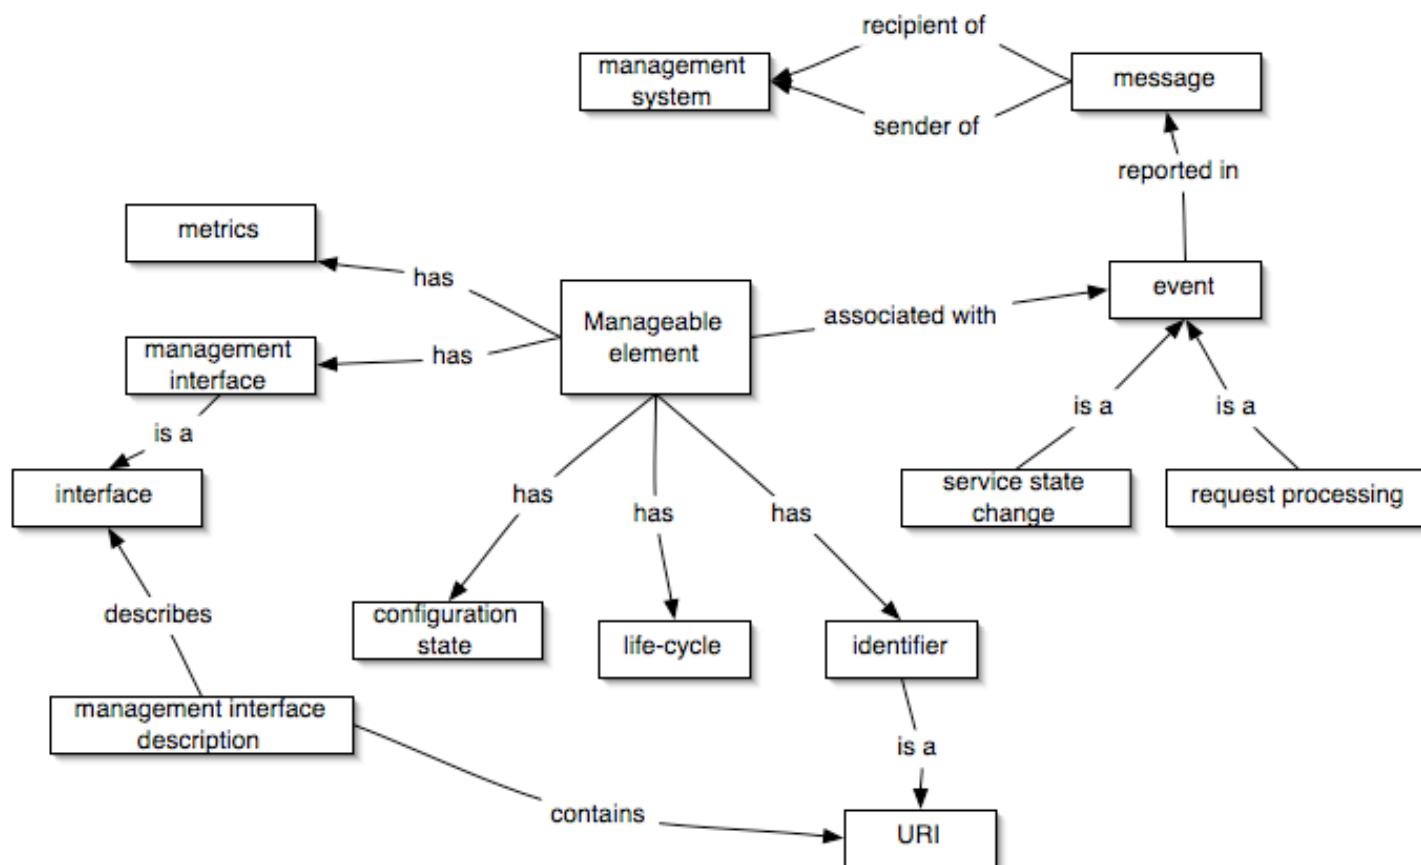 recipient of
management
system
message
sender of
reported in
metrics
has
event
Manageable
element
associated with
management
interface
has
is a
is a
is a
interface
has
has
has
service state
change
request processing
describes
configuration
state
life-cycle
identifier
management interface
description
is a
contains
URI